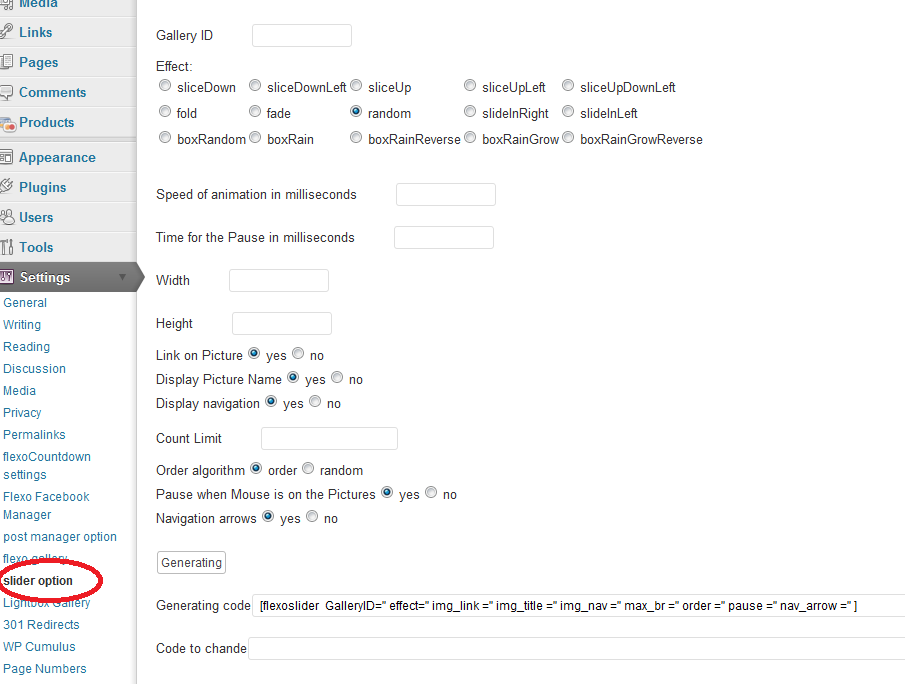 Media
Links
Pages
Comments
Products
Appearance
Plugins
Users
Tools
Settings
General
Writing
Reading
Discussion
Media
Privacy
Permalinks
flexoCountdown
settings
Flexo Facebook
Manager
post manager option
flexo gallery
slider option
Lightbox Gallery
301 Redirects
WP Cumulus
Page Numbers
Gallery ID
Effect:
sliceDown sliceDownLeft sliceUp sliceUpLeft sliceUpDownLeft
fold fade random slideInRight slideInLeft
boxRandom boxRain boxRainReverse boxRainGrow boxRainGrowReverse
Speed of animation in milliseconds
Time for the Pause in milliseconds
Width
Height
Link on Picture yes no
Display Picture Name yes no
Display navigation yes no
Count Limit
Order algorithm order random
Pause when Mouse is on the Pictures yes no
Navigation arrows yes no
Generating
Generating code [flexoslider GalleryID='' effect='' img_link ='' img_title ='' img_nav ='' max_br ='' order ='' pause ='' nav_arrow ='' ]
Code to chande